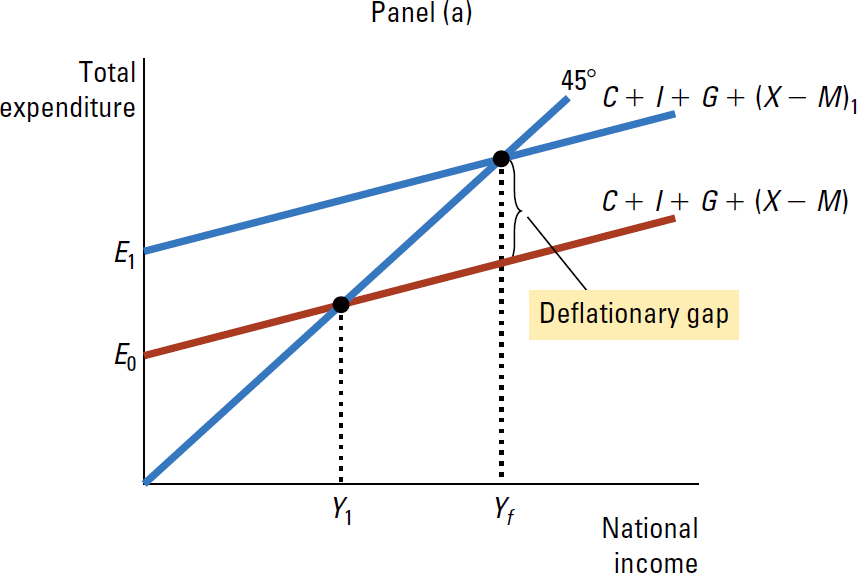 Panel (a)
Total
expenditure
45°
C + I + G + (X − M)₁
C + I + G + (X − M)
E₁
Deflationary gap
E₀
Y₁
Y𝑓
National
income